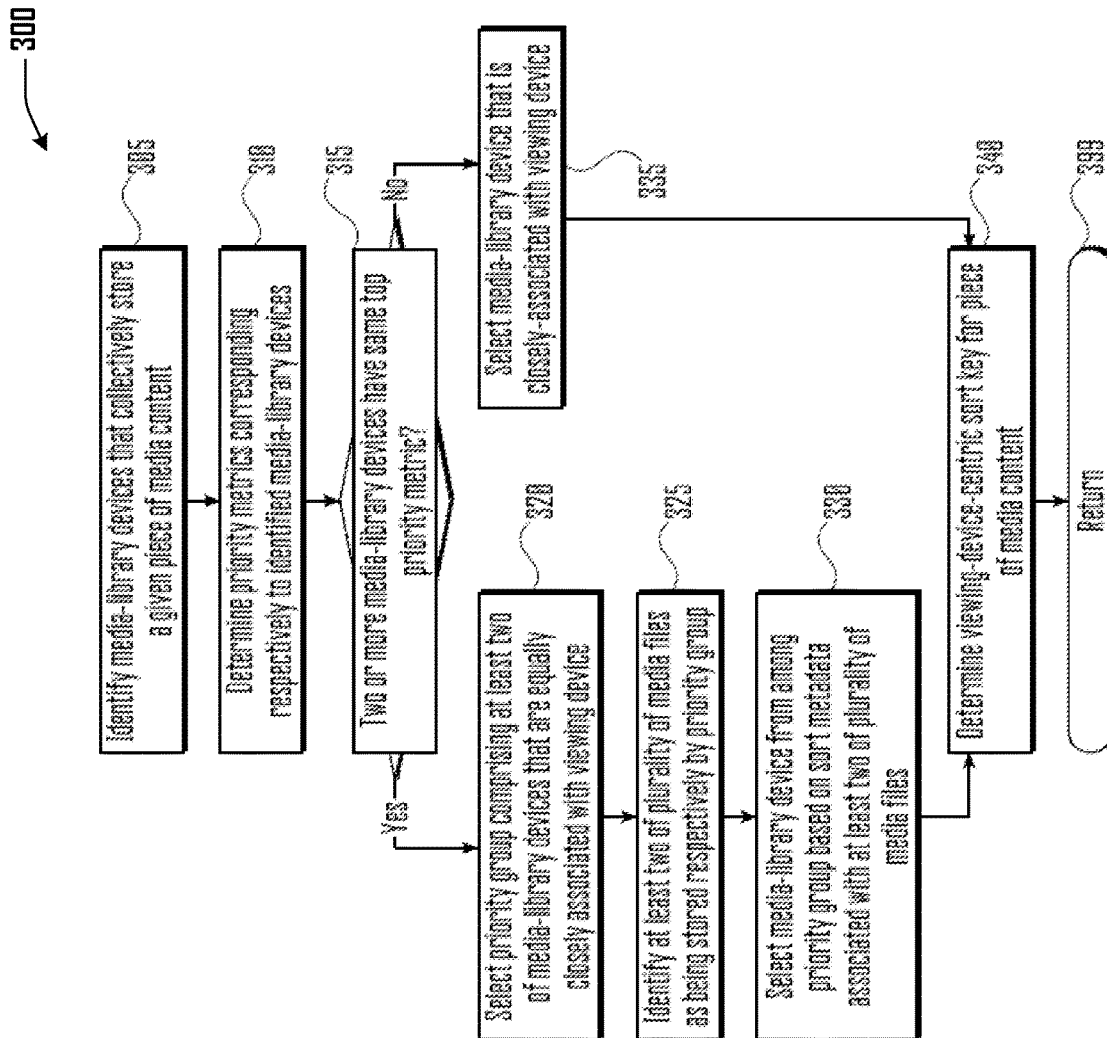 300
Identify media-library devices that collectively store
a given piece of media content
305
Determine priority metrics corresponding
respectively to identified media-library devices
310
Two or more media-library devices have same top
priority metric?
315
Yes
No
Select priority group comprising at least two
of media-library devices that are equally
closely associated with viewing device
320
Identify at least two of plurality of media files
as being stored respectively by priority group
325
Select media-library device from among
priority group based on sort metadata
associated with at least two of plurality of
media files
330
Select media-library device that is
closely-associated with viewing device
335
Determine viewing-device-centric sort key for piece
of media content
340
Return
399